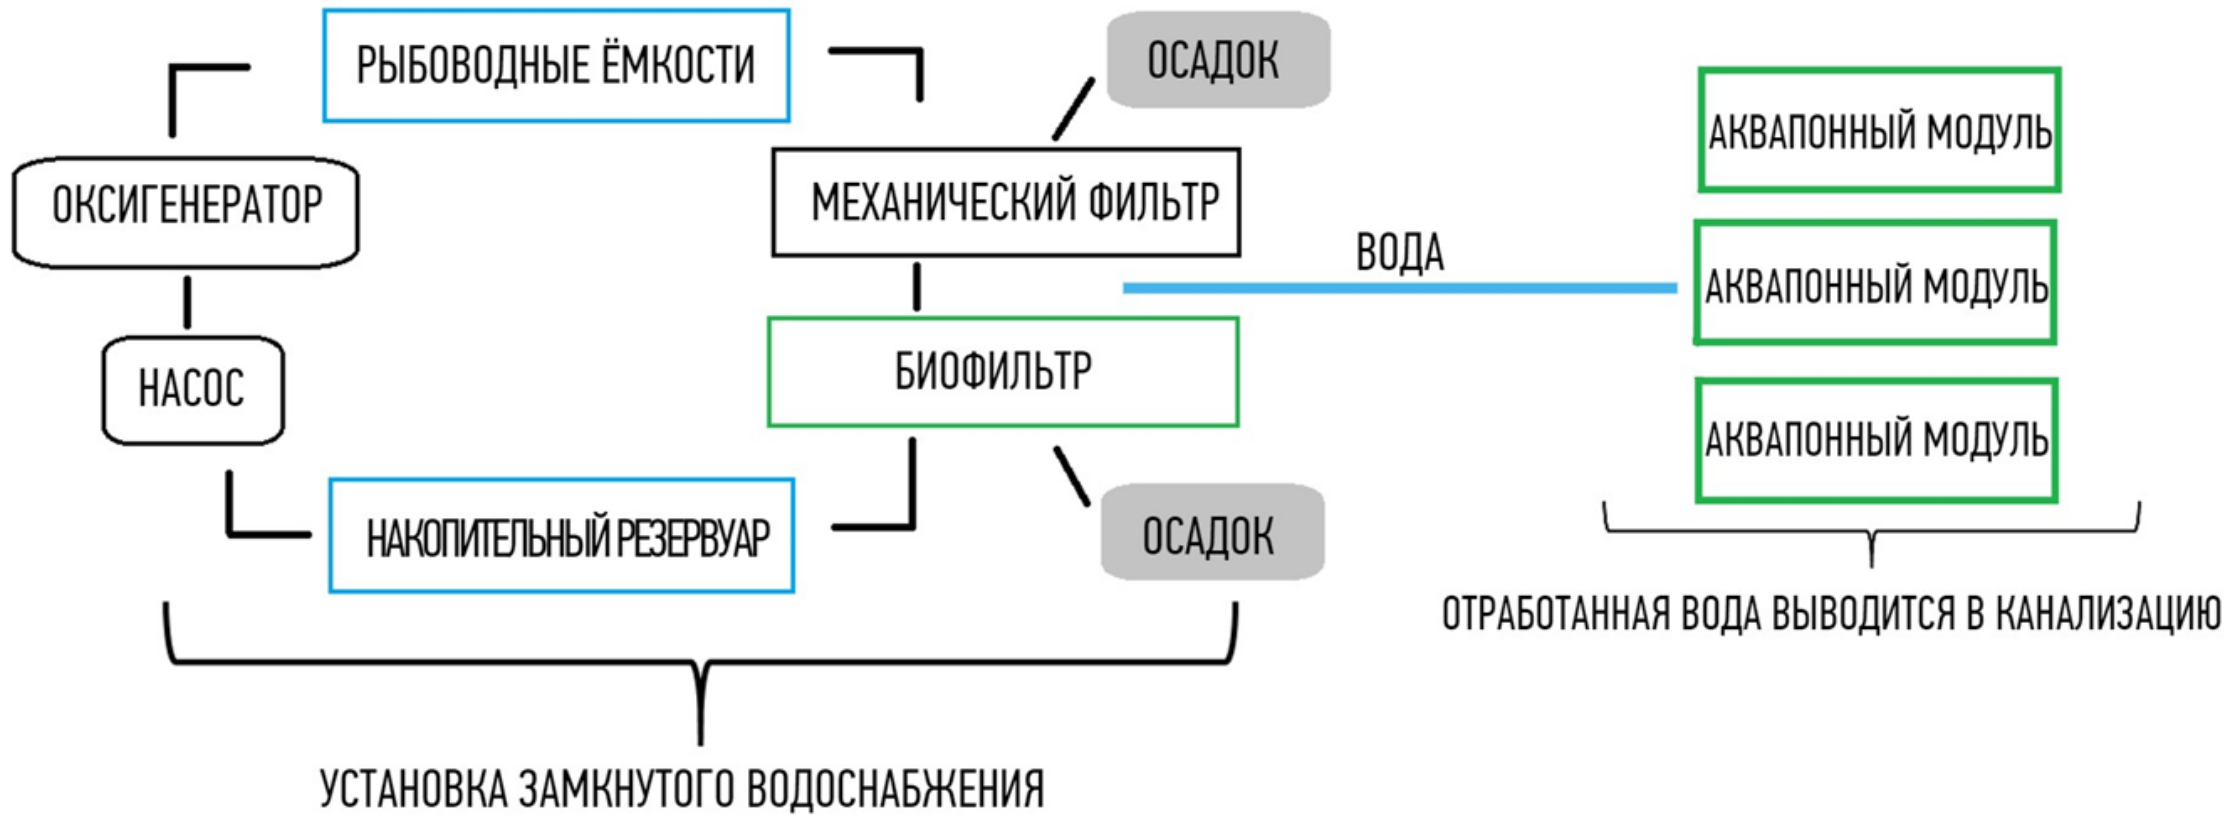 РЫБОВОДНЫЕ ЁМКОСТИ
ОСАДОК
АКВАПОННЫЙ МОДУЛЬ
ОКСИГЕНЕРАТОР
МЕХАНИЧЕСКИЙ ФИЛЬТР
ВОДА
АКВАПОННЫЙ МОДУЛЬ
НАСОС
БИОФИЛЬТР
АКВАПОННЫЙ МОДУЛЬ
НАКОПИТЕЛЬНЫЙ РЕЗЕРВУАР
ОСАДОК
ОТРАБОТАННАЯ ВОДА ВЫВОДИТСЯ В КАНАЛИЗАЦИЮ
УСТАНОВКА ЗАМКНУТОГО ВОДОСНАБЖЕНИЯ